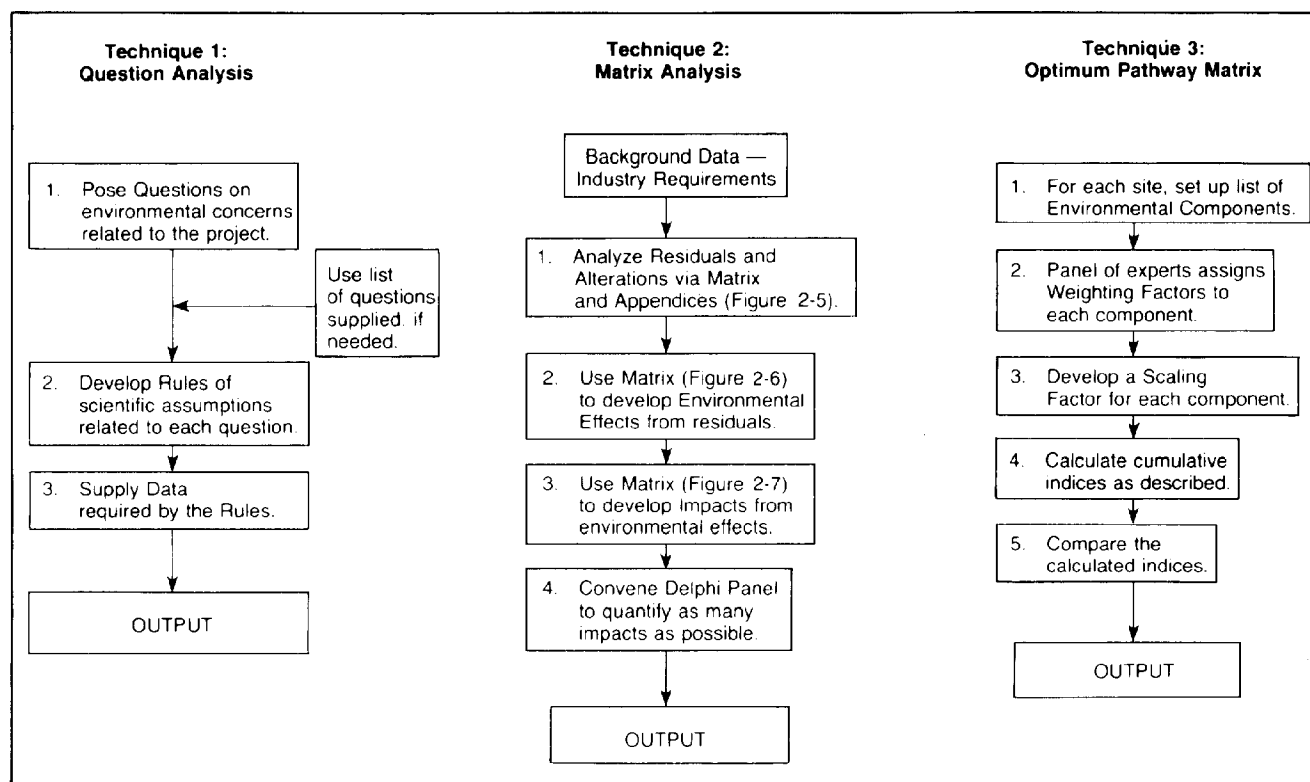 Technique 1:
Question Analysis
1. Pose Questions on
environmental concerns
related to the project.
Use list
of questions
supplied. if
needed.
2. Develop Rules of
scientific assumptions
related to each question.
3. Supply Data
required by the Rules.
OUTPUT
Technique 2:
Matrix Analysis
Background Data —
Industry Requirements
1. Analyze Residuals and
Alterations via Matrix
and Appendices (Figure 2-5).
2. Use Matrix (Figure 2-6)
to develop Environmental
Effects from residuals.
3. Use Matrix (Figure 2-7)
to develop Impacts from
environmental effects.
4. Convene Delphi Panel
to quantify as many
impacts as possible.
OUTPUT
Technique 3:
Optimum Pathway Matrix
1. For each site, set up list of
Environmental Components.
2. Panel of experts assigns
Weighting Factors to
each component.
3. Develop a Scaling
Factor for each component.
4. Calculate cumulative
indices as described.
5. Compare the
calculated indices.
OUTPUT